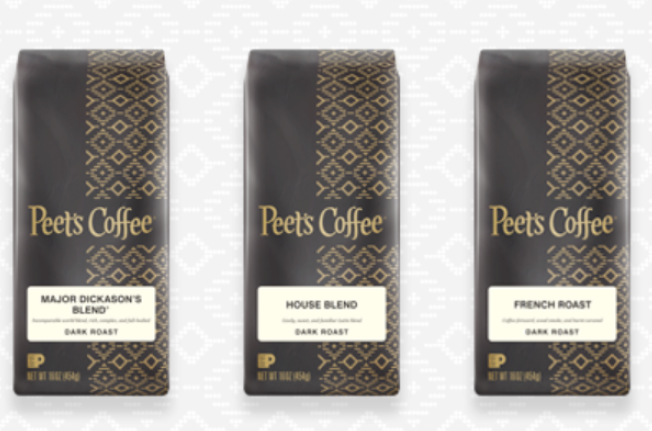 Peet's Coffee
MAJOR DICKASON'S
BLEND'
DARK ROAST
NET WT 16OZ (454g)
Peet's Coffee
HOUSE BLEND
DARK ROAST
NET WT 16OZ (454g)
Peet's Coffee
FRENCH ROAST
DARK ROAST
NET WT 16OZ (454g)